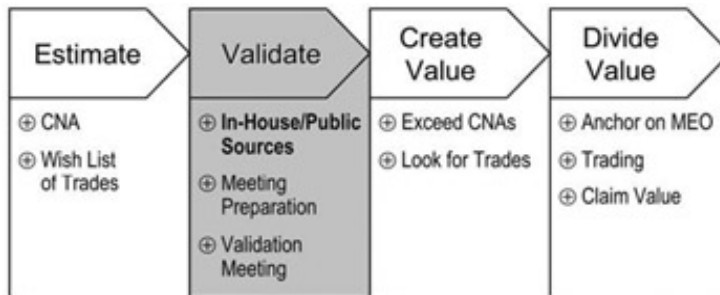 Estimate
⊕ CNA
⊕ Wish List
of Trades
Validate
⊕ In-House/Public
Sources
⊕ Meeting
Preparation
⊕ Validation
Meeting
Create
Value
⊕ Exceed CNAs
⊕ Look for Trades
Divide
Value
⊕ Anchor on MEO
⊕ Trading
⊕ Claim Value